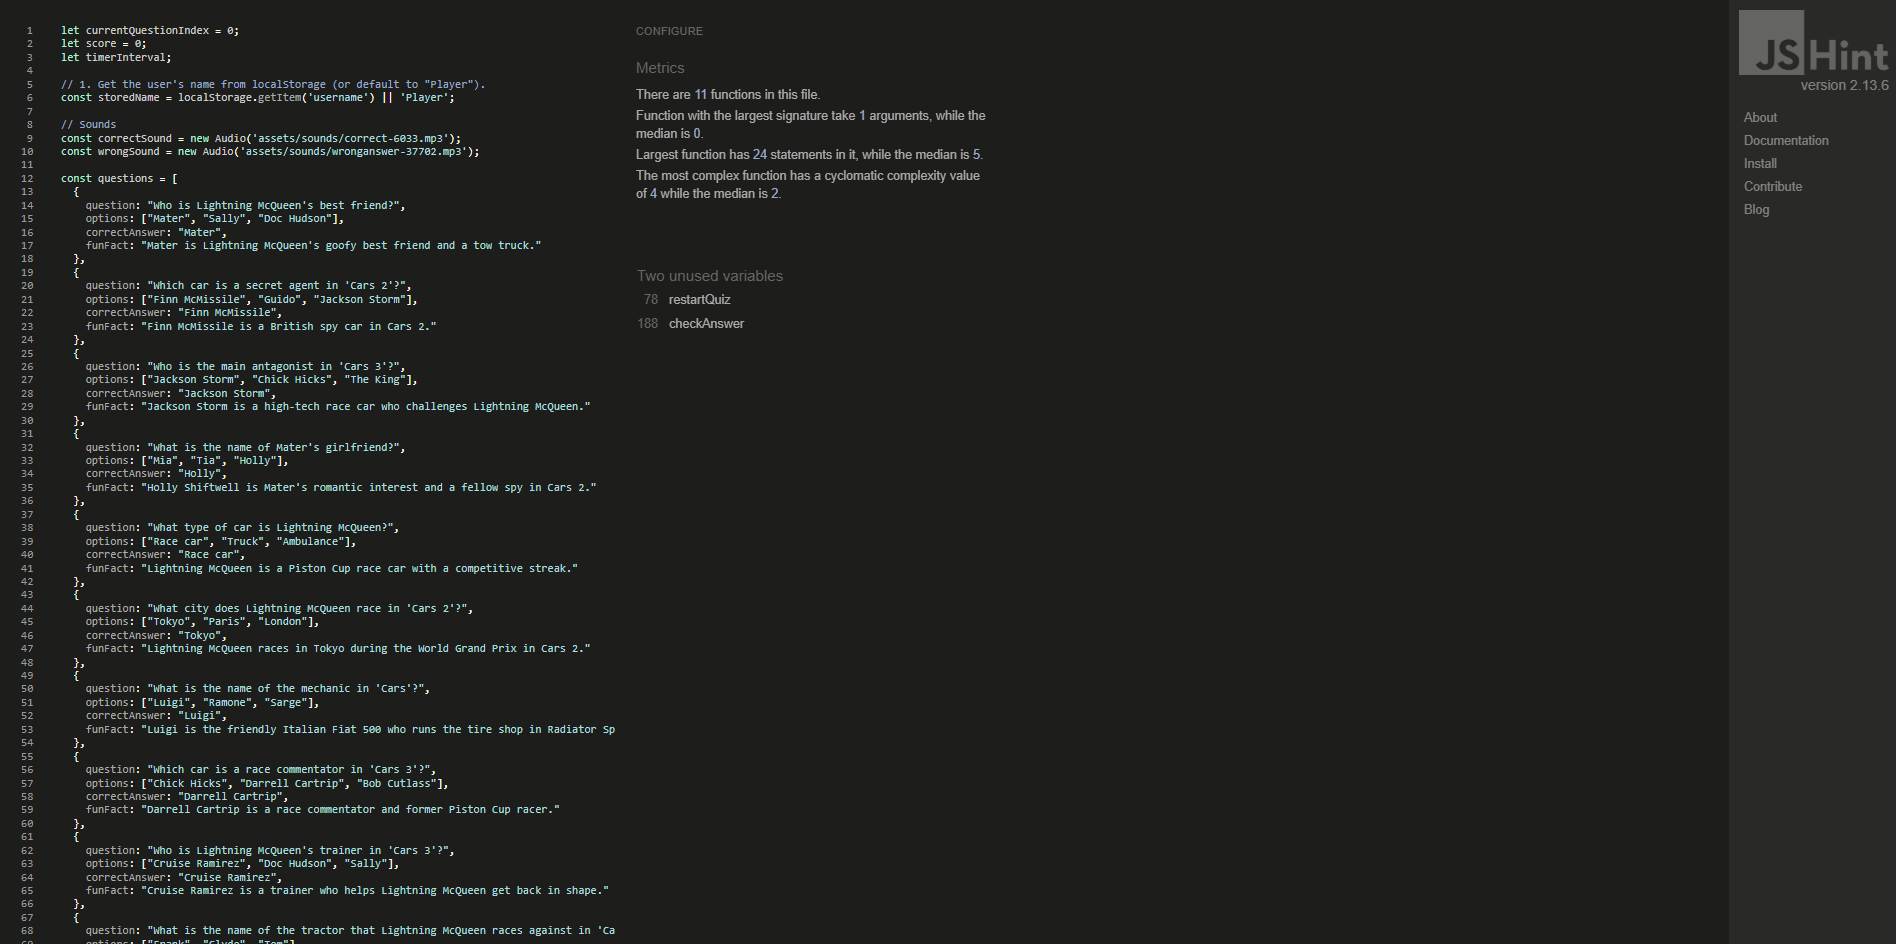 1 let currentQuestionIndex = 0;
2 let score = 0;
3 let timerInterval;
4
5 // 1. Get the user's name from localStorage (or default to "Player").
6 const storedName = localStorage.getItem('username') || 'Player';
7
8 // Sounds
9 const correctSound = new Audio('assets/sounds/correct-6033.mp3');
10 const wrongSound = new Audio('assets/sounds/wronganswer-37702.mp3');
11
12 const questions = [
13 {
14 question: "Who is Lightning McQueen's best friend?",
15 options: ["Mater", "Sally", "Doc Hudson"],
16 correctAnswer: "Mater",
17 funFact: "Mater is Lightning McQueen's goofy best friend and a tow truck."
18 },
19 {
20 question: "Which car is a secret agent in 'Cars 2'?",
21 options: ["Finn McMissile", "Guido", "Jackson Storm"],
22 correctAnswer: "Finn McMissile",
23 funFact: "Finn McMissile is a British spy car in Cars 2."
24 },
25 {
26 question: "Who is the main antagonist in 'Cars 3'?",
27 options: ["Jackson Storm", "Chick Hicks", "The King"],
28 correctAnswer: "Jackson Storm",
29 funFact: "Jackson Storm is a high-tech race car who challenges Lightning McQueen."
30 },
31 {
32 question: "What is the name of Mater's girlfriend?",
33 options: ["Mia", "Tia", "Holly"],
34 correctAnswer: "Holly",
35 funFact: "Holly Shiftwell is Mater's romantic interest and a fellow spy in Cars 2."
36 },
37 {
38 question: "What type of car is Lightning McQueen?",
39 options: ["Race car", "Truck", "Ambulance"],
40 correctAnswer: "Race car",
41 funFact: "Lightning McQueen is a Piston Cup race car with a competitive streak."
42 },
43 {
44 question: "What city does Lightning McQueen race in 'Cars 2'?",
45 options: ["Tokyo", "Paris", "London"],
46 correctAnswer: "Tokyo",
47 funFact: "Lightning McQueen races in Tokyo during the World Grand Prix in Cars 2."
48 },
49 {
50 question: "What is the name of the mechanic in 'Cars'?",
51 options: ["Luigi", "Ramone", "Sarge"],
52 correctAnswer: "Luigi",
53 funFact: "Luigi is the friendly Italian Fiat 500 who runs the tire shop in Radiator Sp
54 },
55 {
56 question: "Which car is a race commentator in 'Cars 3'?",
57 options: ["Chick Hicks", "Darrell Cartrip", "Bob Cutlass"],
58 correctAnswer: "Darrell Cartrip",
59 funFact: "Darrell Cartrip is a race commentator and former Piston Cup racer."
60 },
61 {
62 question: "Who is Lightning McQueen's trainer in 'Cars 3'?",
63 options: ["Cruise Ramirez", "Doc Hudson", "Sally"],
64 correctAnswer: "Cruise Ramirez",
65 funFact: "Cruise Ramirez is a trainer who helps Lightning McQueen get back in shape."
66 },
67 {
68 question: "What is the name of the tractor that Lightning McQueen races against in 'Ca
69 options: ["Frank", "Clyde", "Tom"]
CONFIGURE
Metrics
There are 11 functions in this file.
Function with the largest signature take 1 arguments, while the
median is 0.
Largest function has 24 statements in it, while the median is 5.
The most complex function has a cyclomatic complexity value
of 4 while the median is 2.
Two unused variables
78 restartQuiz
188 checkAnswer
JSHint
version 2.13.6
About
Documentation
Install
Contribute
Blog